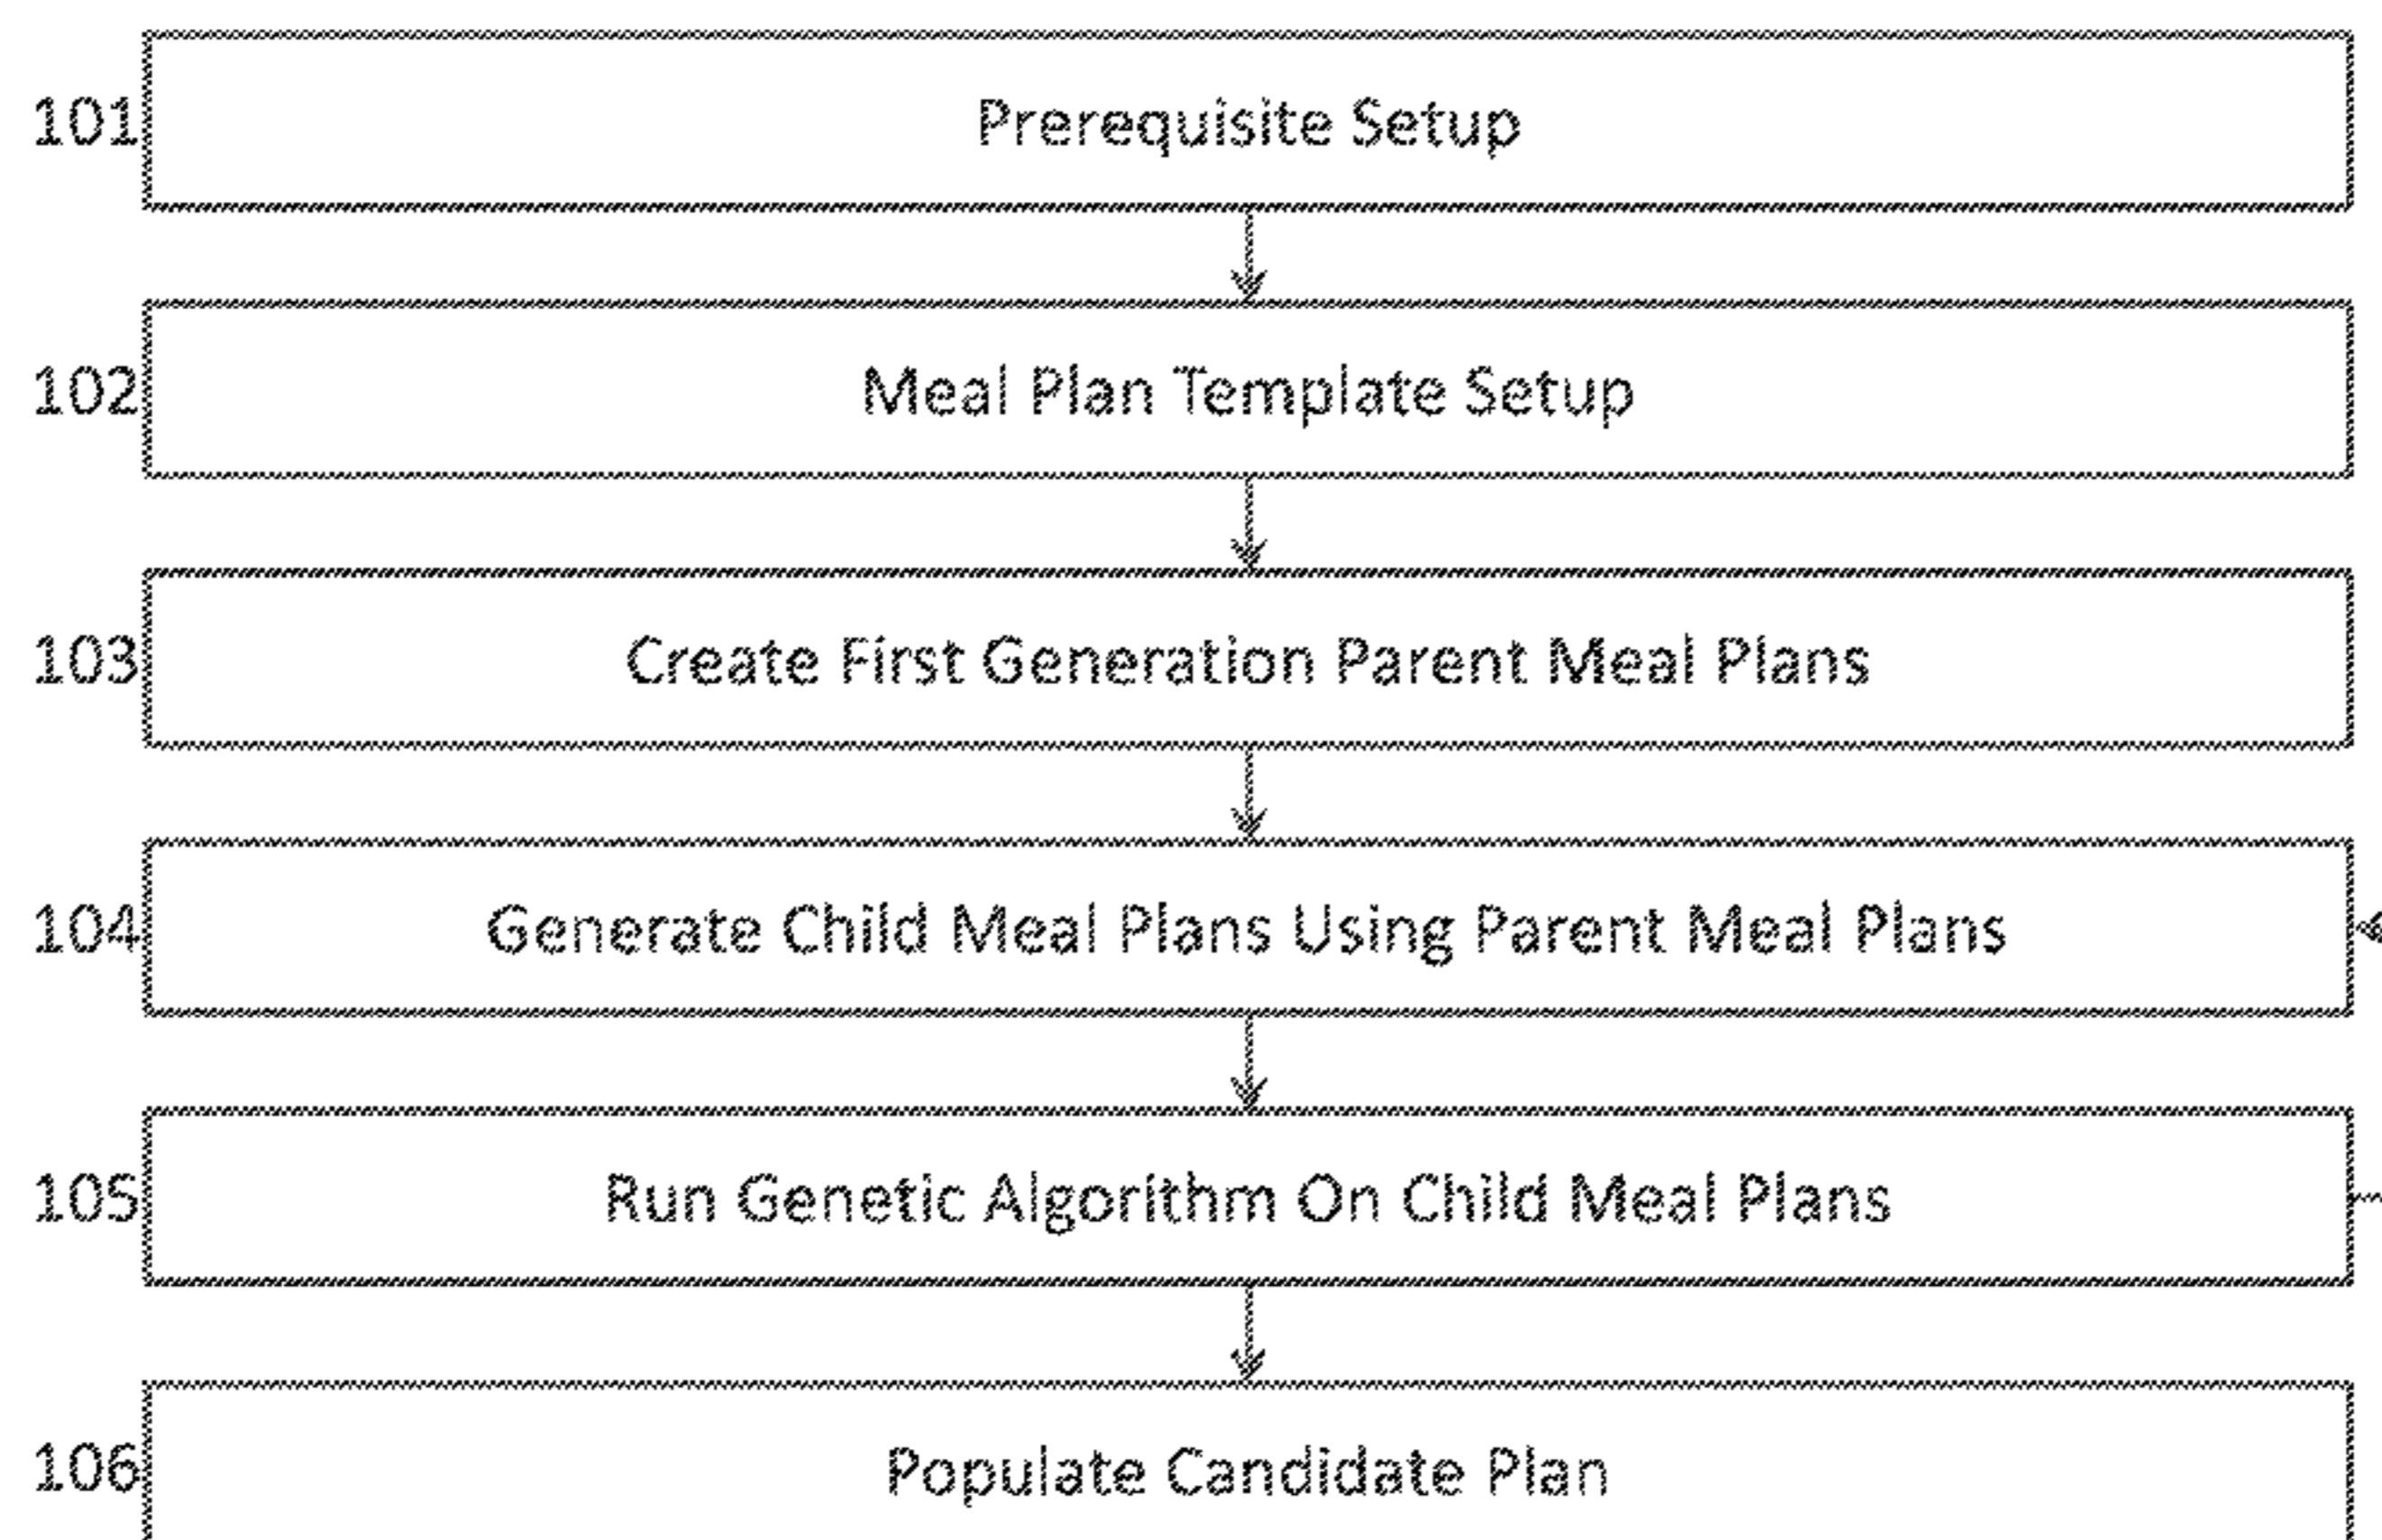 101 Prerequisite Setup
102 Meal Plan Template Setup
103 Create First Generation Parent Meal Plans
104 Generate Child Meal Plans Using Parent Meal Plans
105 Run Genetic Algorithm On Child Meal Plans
106 Populate Candidate Plan